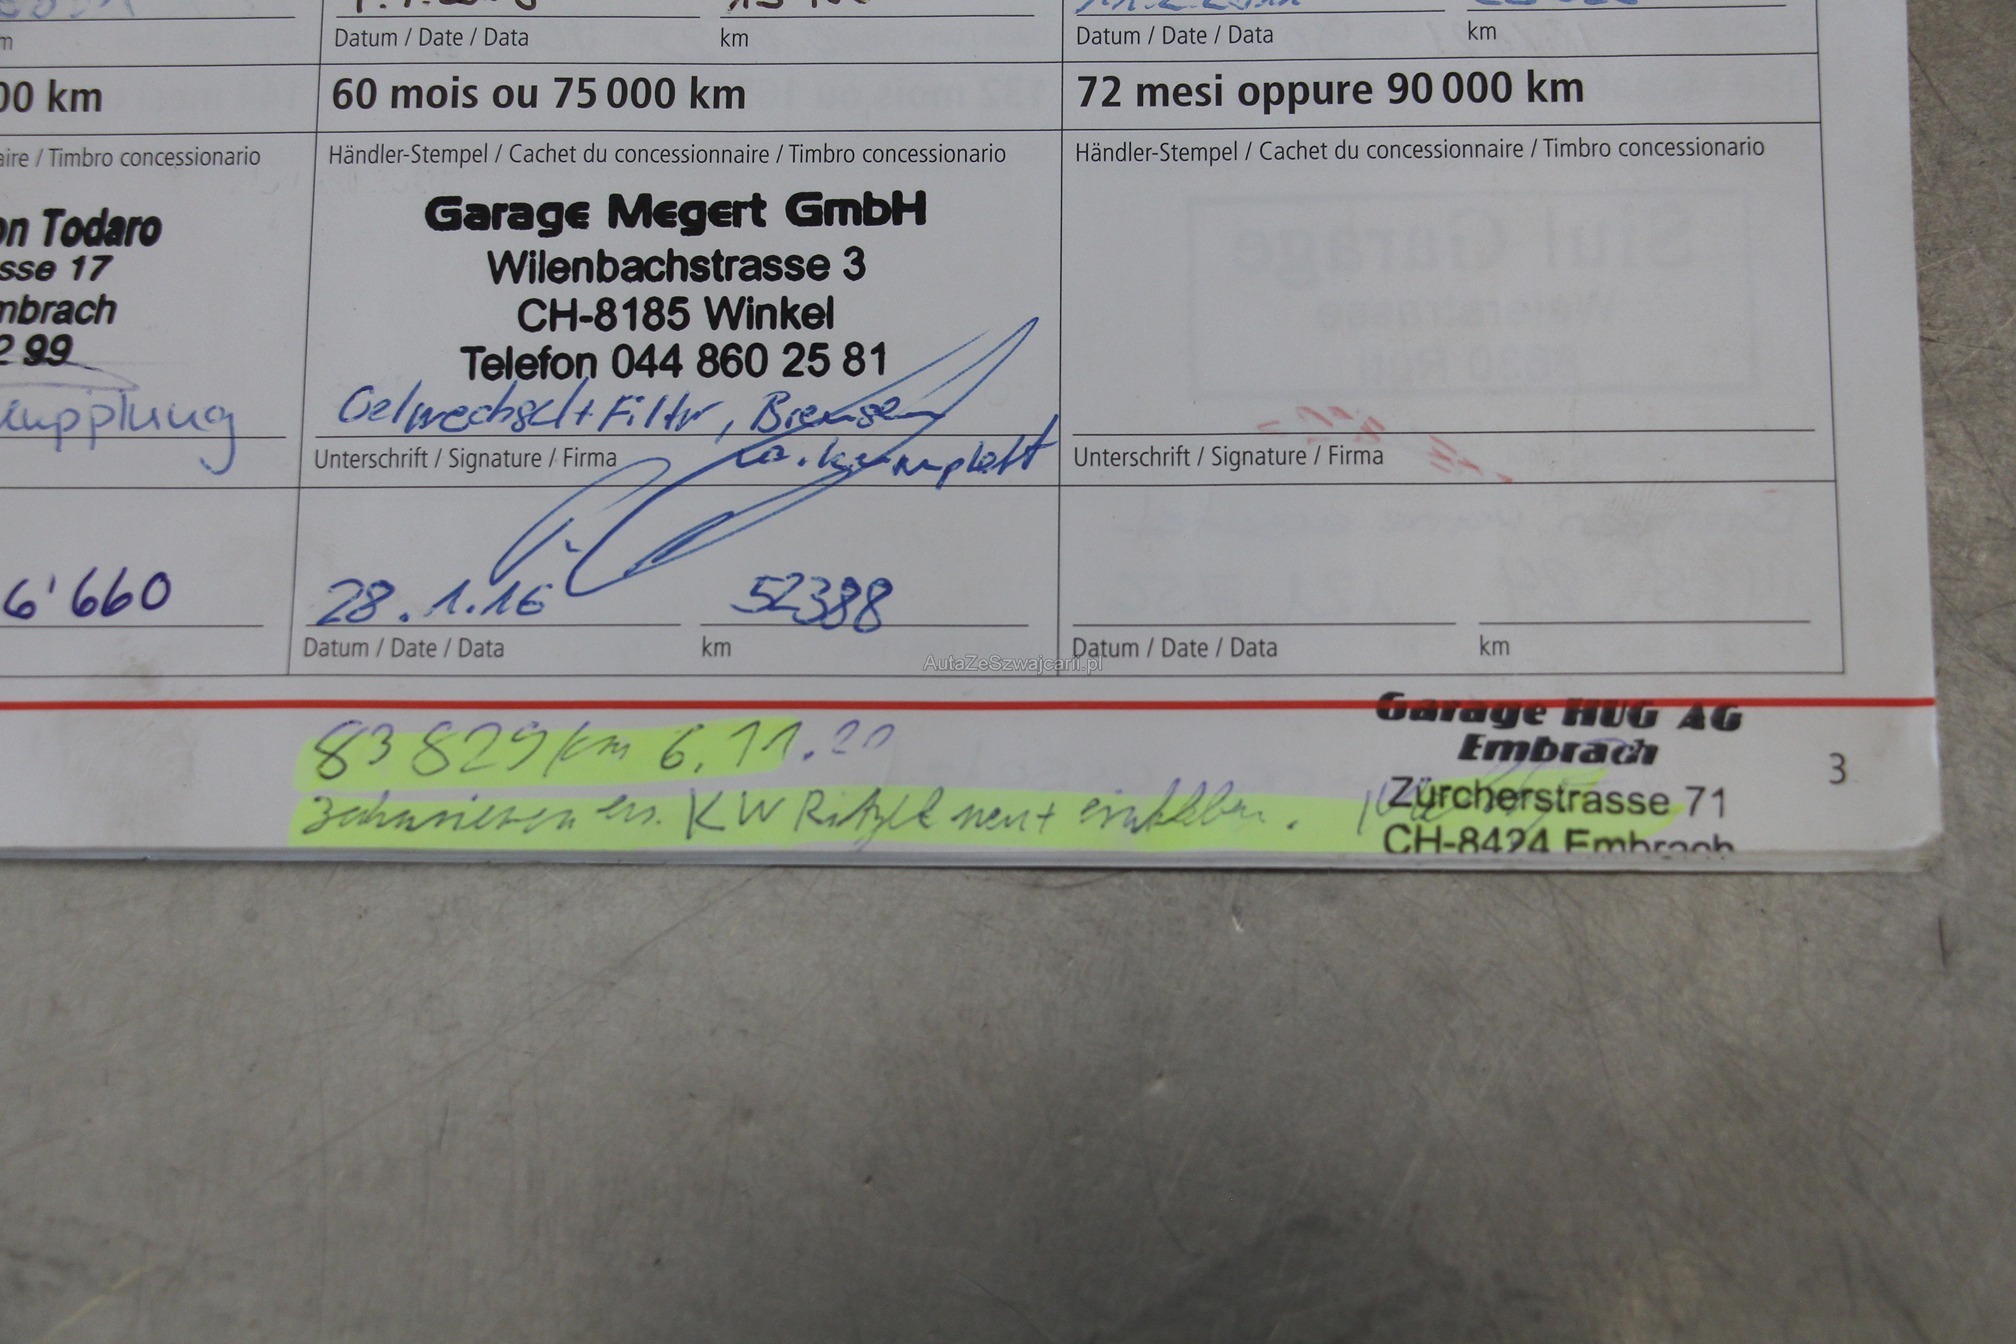 Datum / Date / Data km Datum / Date / Data km
00 km 60 mois ou 75 000 km 72 mesi oppure 90 000 km
aire / Timbro concessionario Händler-Stempel / Cachet du concessionnaire / Timbro concessionario Händler-Stempel / Cachet du concessionnaire / Timbro concessionario
on Todaro
sse 17
mbrach
2 99
Kupplung
6'660
Garage Megert GmbH
Wilenbachstrasse 3
CH-8185 Winkel
Telefon 044 860 25 81
Oelwechsel + Filter, Bremsen
komplett
Unterschrift / Signature / Firma
28.1.16 52388
Datum / Date / Data km
Unterschrift / Signature / Firma
Datum / Date / Data km
AutaZeSzwajcarii.pl
83 829 km 6.11.20
Zahnriemen KW Ritzel neu
Garage HUG AG
Embrach
Zürcherstrasse 71
CH-8424 Embrach
3